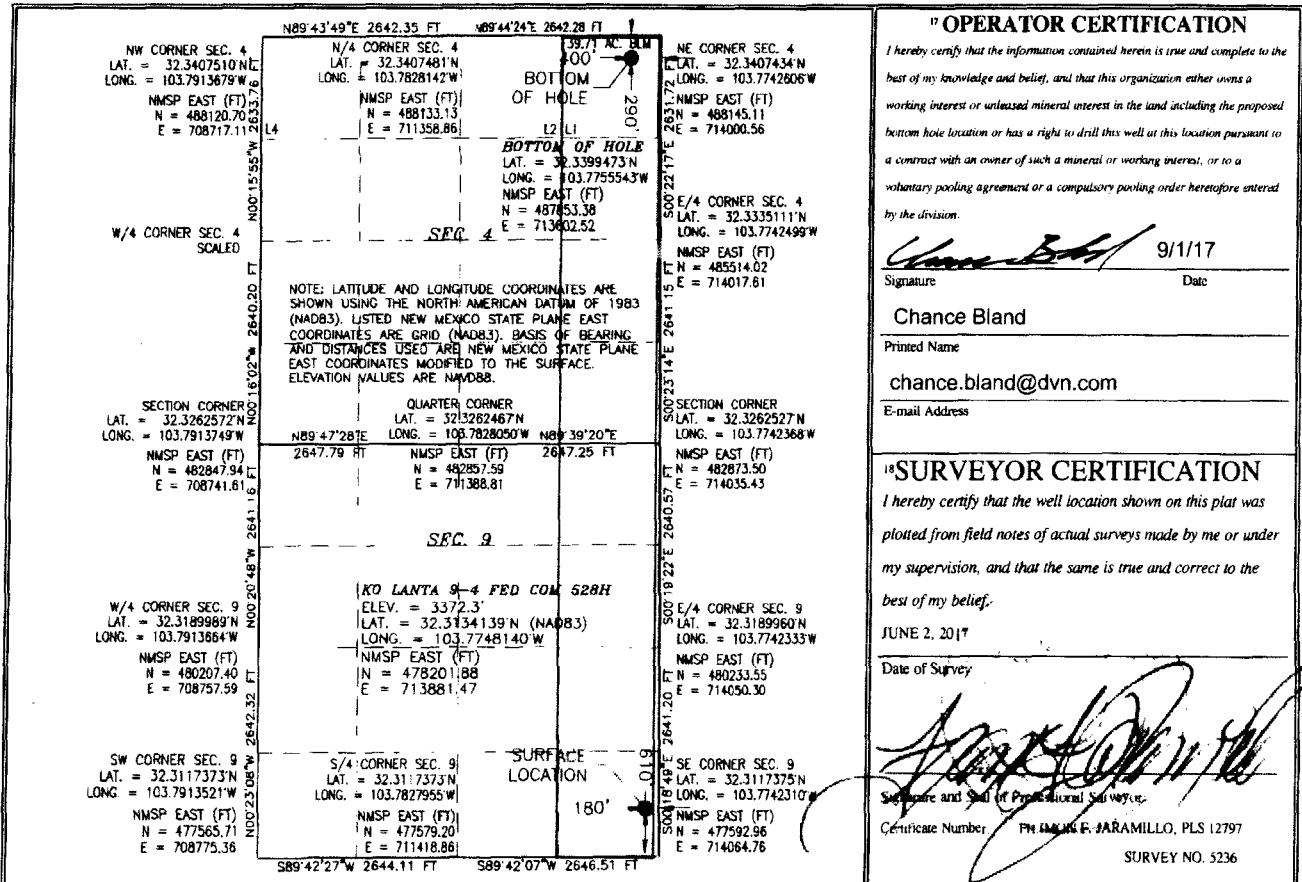 N89°43'49"E 2642.35 FT
N89°44'24"E 2642.28 FT
NW CORNER SEC. 4
LAT. = 32.3407510'N
LONG. = 103.7913679'W
NMSP EAST (FT)
N = 488120.70
E = 708717.11
N/4 CORNER SEC. 4
LAT. = 32.3407481'N
LONG. = 103.7828142'W
NMSP EAST (FT)
N = 488133.13
E = 711358.86
39.71 AC. BLM
400'
BOTTOM
OF HOLE
290'
NE CORNER SEC. 4
LAT. = 32.3407434'N
LONG. = 103.7742606'W
NMSP EAST (FT)
N = 488145.11
E = 714000.56
L4
L2 L1
N00°15'55"W 2633.76 FT
S00°22'17"E 2631.72 FT
BOTTOM OF HOLE
LAT. = 32.3399473'N
LONG. = 103.7755543'W
NMSP EAST (FT)
N = 487853.38
E = 713602.52
W/4 CORNER SEC. 4
SCALED
SEC. 4
E/4 CORNER SEC. 4
LAT. = 32.3335111'N
LONG. = 103.7742499'W
NMSP EAST (FT)
N = 485514.02
E = 714017.61
NOTE: LATITUDE AND LONGITUDE COORDINATES ARE
SHOWN USING THE NORTH AMERICAN DATUM OF 1983
(NAD83). LISTED NEW MEXICO STATE PLANE EAST
COORDINATES ARE GRID (NAD83). BASIS OF BEARING
AND DISTANCES USED ARE NEW MEXICO STATE PLANE
EAST COORDINATES MODIFIED TO THE SURFACE.
ELEVATION VALUES ARE NAVD88.
N00°16'02"W 2640.20 FT
S00°23'14"E 2641.15 FT
SECTION CORNER
LAT. = 32.3262572'N
LONG. = 103.7913749'W
NMSP EAST (FT)
N = 482847.94
E = 708741.61
QUARTER CORNER
LAT. = 32.3262467'N
LONG. = 103.7828050'W
N89°47'28"E
2647.79 FT
N89°39'20"E
2647.25 FT
NMSP EAST (FT)
N = 482857.59
E = 711388.81
SECTION CORNER
LAT. = 32.3262527'N
LONG. = 103.7742368'W
NMSP EAST (FT)
N = 482873.50
E = 714035.43
N00°20'48"W 2641.16 FT
S00°19'22"E 2640.57 FT
SEC. 9
W/4 CORNER SEC. 9
LAT. = 32.3189989'N
LONG. = 103.7913664'W
NMSP EAST (FT)
N = 480207.40
E = 708757.59
KO LANTA 9-4 FED COM 528H
ELEV. = 3372.3'
LAT. = 32.3134139'N (NAD83)
LONG. = 103.7748140'W
NMSP EAST (FT)
N = 478201.88
E = 713881.47
E/4 CORNER SEC. 9
LAT. = 32.3189960'N
LONG. = 103.7742333'W
NMSP EAST (FT)
N = 480233.55
E = 714050.30
N00°23'08"W 2642.32 FT
S00°18'49"E 2641.20 FT
SW CORNER SEC. 9
LAT. = 32.3117373'N
LONG. = 103.7913521'W
NMSP EAST (FT)
N = 477565.71
E = 708775.36
S/4 CORNER SEC. 9
LAT. = 32.3117373'N
LONG. = 103.7827955'W
NMSP EAST (FT)
N = 477579.20
E = 711418.86
SURFACE
LOCATION
180'
610'
SE CORNER SEC. 9
LAT. = 32.3117375'N
LONG. = 103.7742310'W
NMSP EAST (FT)
N = 477592.96
E = 714064.76
S89°42'27"W 2644.11 FT
S89°42'07"W 2646.51 FT
17 OPERATOR CERTIFICATION
I hereby certify that the information contained herein is true and complete to the
best of my knowledge and belief, and that this organization either owns a
working interest or unleased mineral interest in the land including the proposed
bottom hole location or has a right to drill this well at this location pursuant to
a contract with an owner of such a mineral or working interest, or to a
voluntary pooling agreement or a compulsory pooling order heretofore entered
by the division.
9/1/17
Signature Date
Chance Bland
Printed Name
chance.bland@dvn.com
E-mail Address
18 SURVEYOR CERTIFICATION
I hereby certify that the well location shown on this plat was
plotted from field notes of actual surveys made by me or under
my supervision, and that the same is true and correct to the
best of my belief.
JUNE 2, 2017
Date of Survey
Signature and Seal of Professional Surveyor
Certificate Number FILIMON F. JARAMILLO, PLS 12797
SURVEY NO. 5236